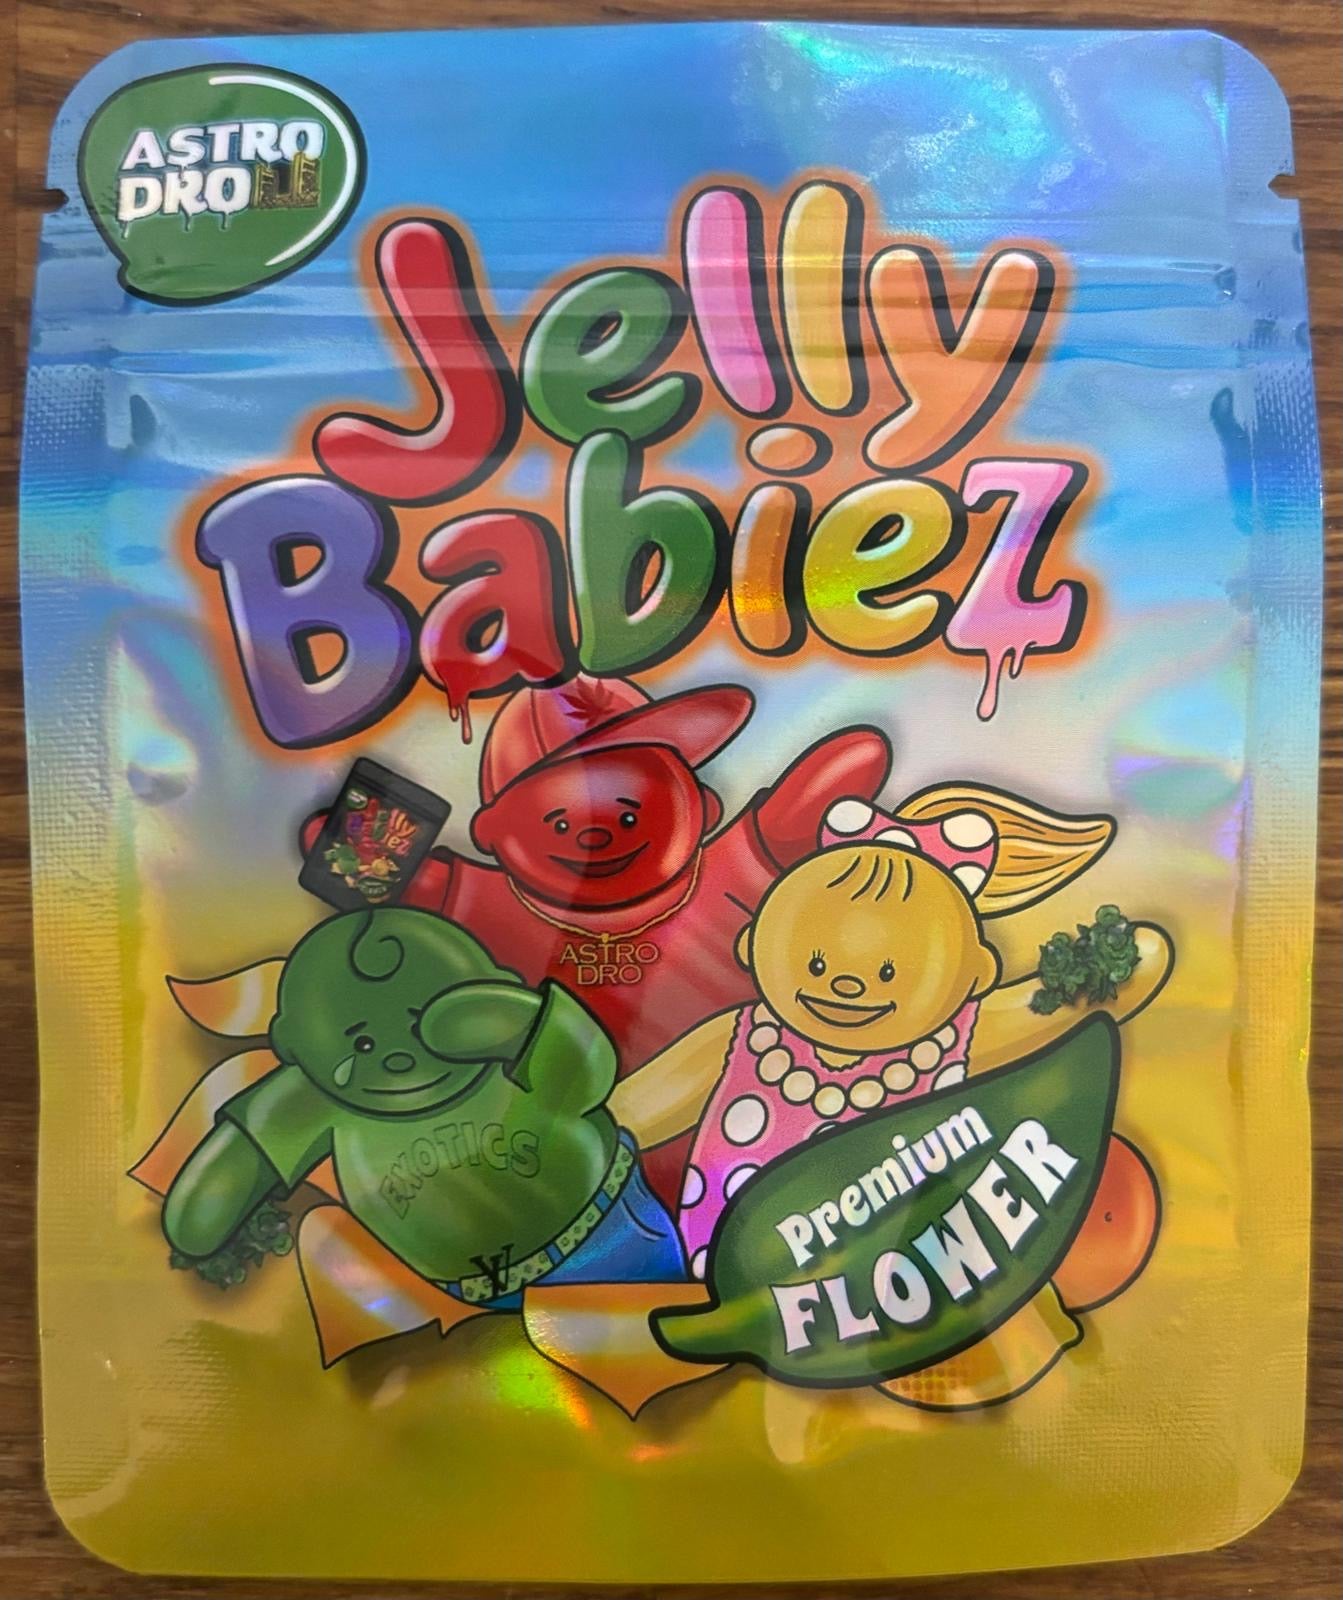 ASTRO
DRO
Jelly
Babiez
ASTRO
DRO
EXOTICS
Premium
FLOWER